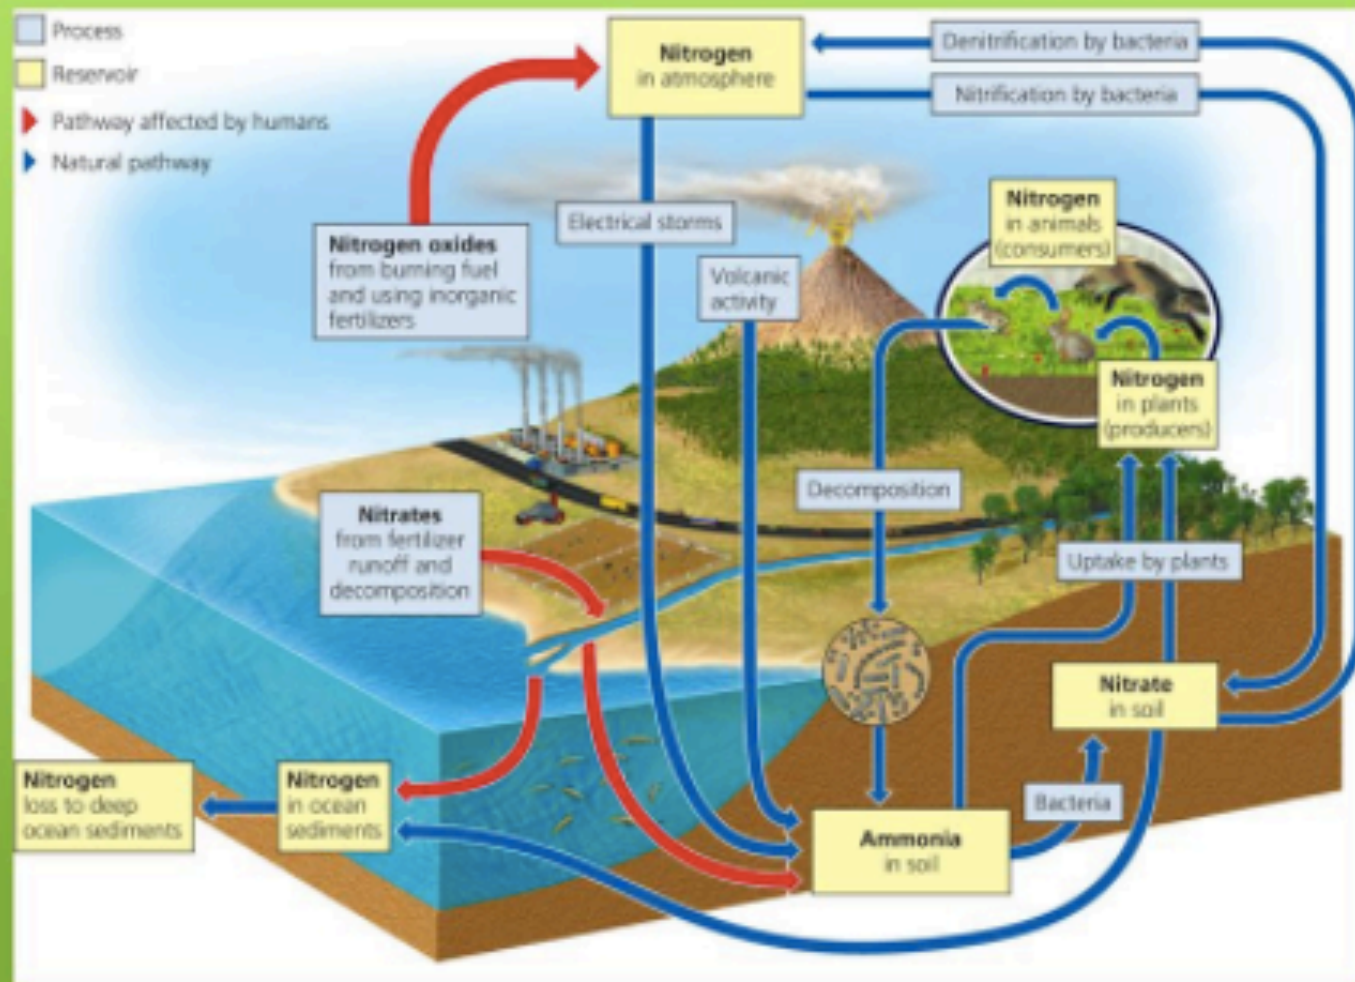 Process
Reservoir
Pathway affected by humans
Natural pathway
Nitrogen
in atmosphere
Denitrification by bacteria
Nitrification by bacteria
Nitrogen oxides
from burning fuel
and using inorganic
fertilizers
Electrical storms
Volcanic
activity
Nitrogen
in animals
(consumers)
Nitrogen
in plants
(producers)
Decomposition
Nitrates
from fertilizer
runoff and
decomposition
Uptake by plants
Nitrate
in soil
Nitrogen
loss to deep
ocean sediments
Nitrogen
in ocean
sediments
Bacteria
Ammonia
in soil